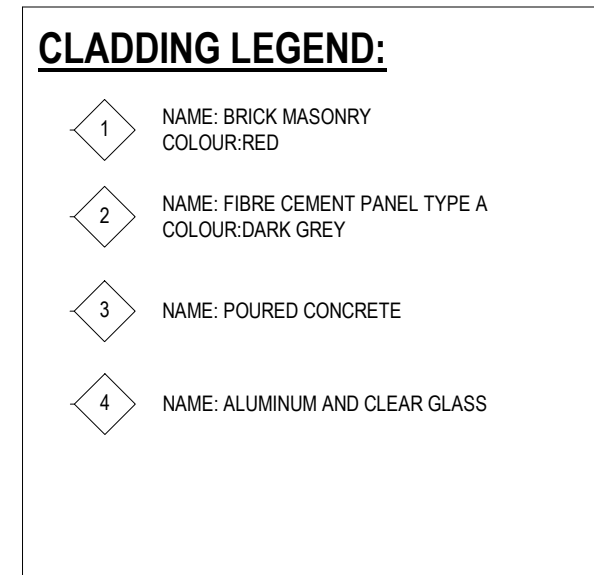 CLADDING LEGEND:
1
NAME: BRICK MASONRY
COLOUR:RED
2
NAME: FIBRE CEMENT PANEL TYPE A
COLOUR:DARK GREY
3
NAME: POURED CONCRETE
4
NAME: ALUMINUM AND CLEAR GLASS